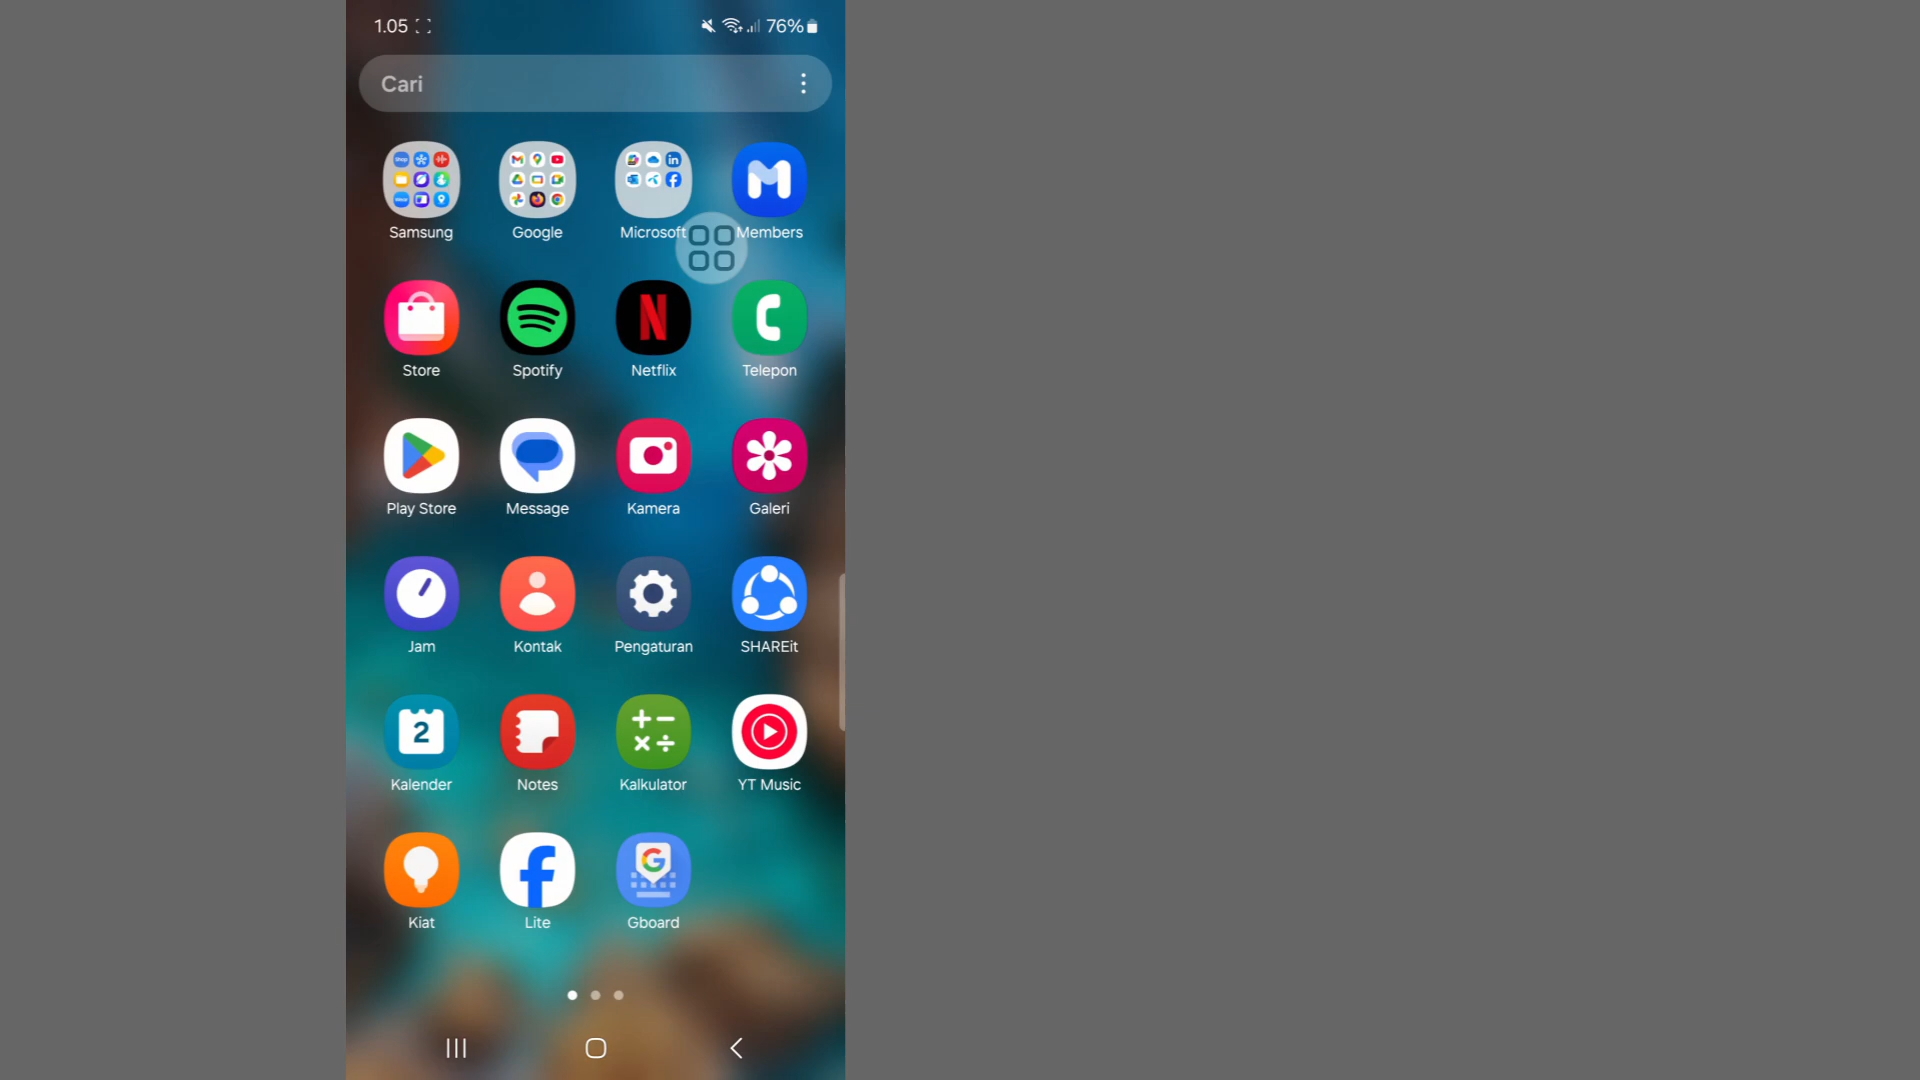 1.05 76%
Cari
Samsung Google Microsoft Members
Store Spotify Netflix Telepon
Play Store Message Kamera Galeri
Jam Kontak Pengaturan SHAREit
2
Kalender Notes Kalkulator YT Music
Kiat Lite Gboard